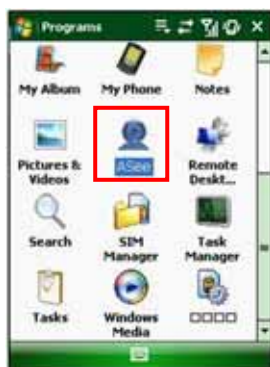 Programs
My Album My Phone Notes
Pictures & ASee Remote
Videos Deskt...
Search SIM Task
Manager Manager
Tasks Windows □□□□
Media